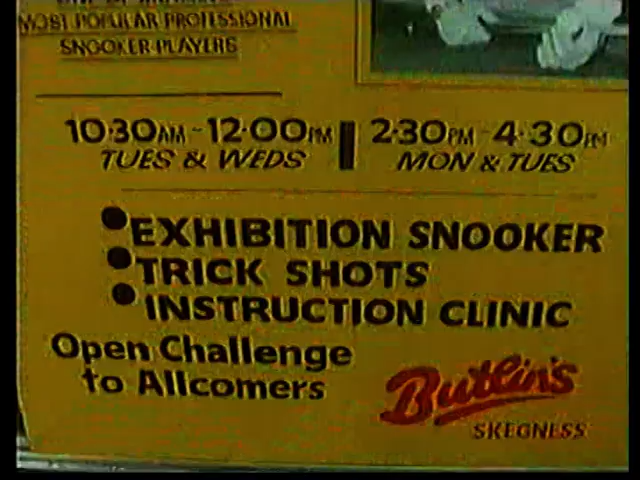 MOST POPULAR PROFESSIONAL
SNOOKER PLAYERS
10·30AM - 12·00PM
TUES & WEDS
2·30PM - 4·30PM
MON & TUES
•EXHIBITION SNOOKER
•TRICK SHOTS
•INSTRUCTION CLINIC
Open Challenge
to Allcomers
Butlin's
SKEGNESS